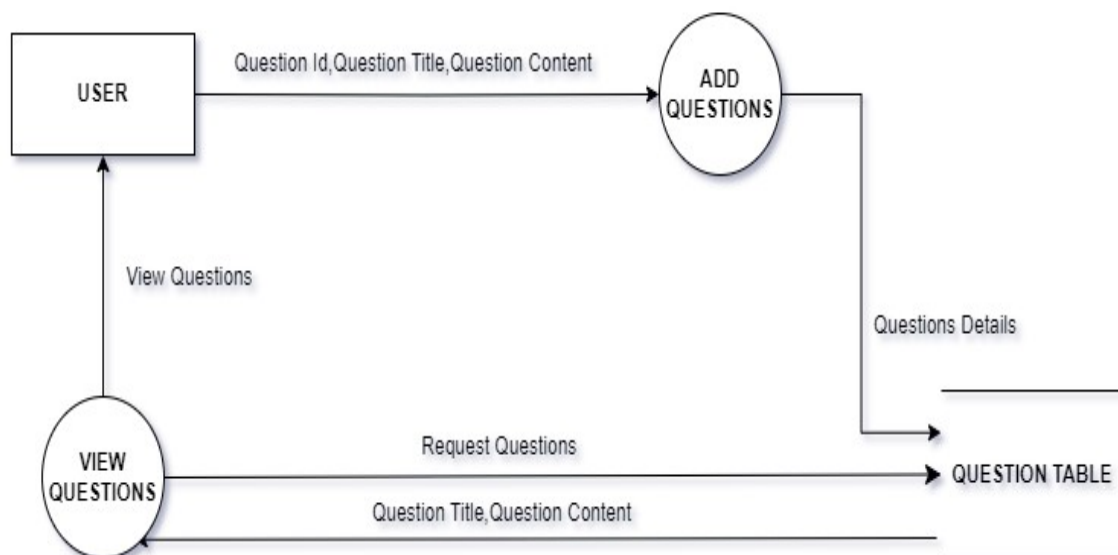 Question Id,Question Title,Question Content
USER
ADD
QUESTIONS
View Questions
Questions Details
Request Questions
VIEW
QUESTIONS
QUESTION TABLE
Question Title,Question Content